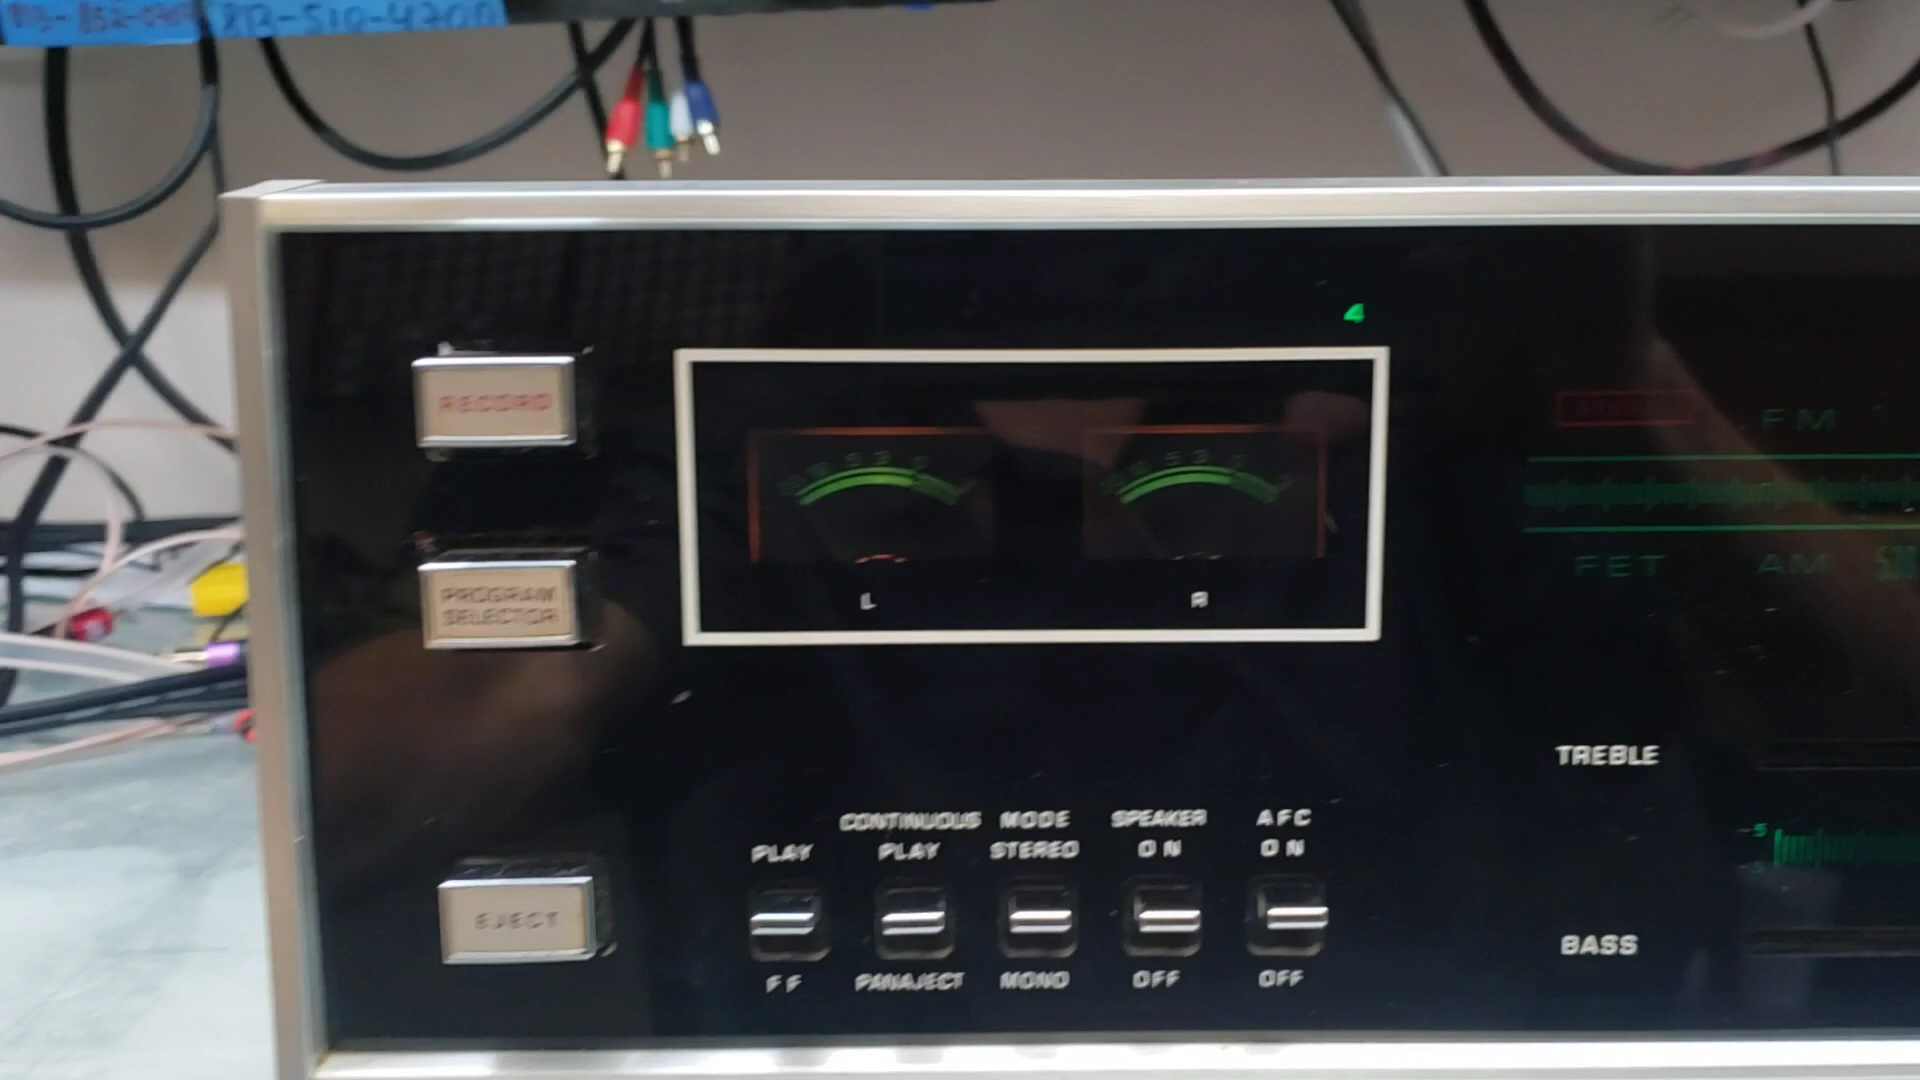 4
RECORD
FM
PROGRAM
SELECTOR
L
R
FET
AM
TREBLE
-5
CONTINUOUS
MODE
SPEAKER
AFC
PLAY
PLAY
STEREO
ON
ON
EJECT
BASS
FF
PANAJECT
MONO
OFF
OFF